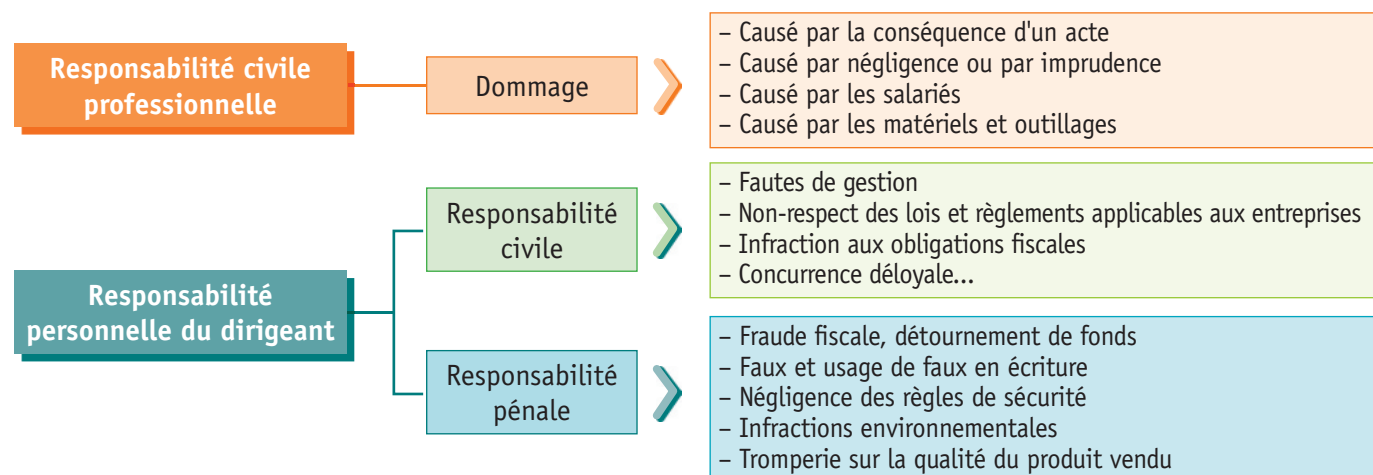 Responsabilité civile
professionnelle
Dommage
– Causé par la conséquence d'un acte
– Causé par négligence ou par imprudence
– Causé par les salariés
– Causé par les matériels et outillages
Responsabilité
personnelle du dirigeant
Responsabilité
civile
– Fautes de gestion
– Non-respect des lois et règlements applicables aux entreprises
– Infraction aux obligations fiscales
– Concurrence déloyale...
Responsabilité
pénale
– Fraude fiscale, détournement de fonds
– Faux et usage de faux en écriture
– Négligence des règles de sécurité
– Infractions environnementales
– Tromperie sur la qualité du produit vendu